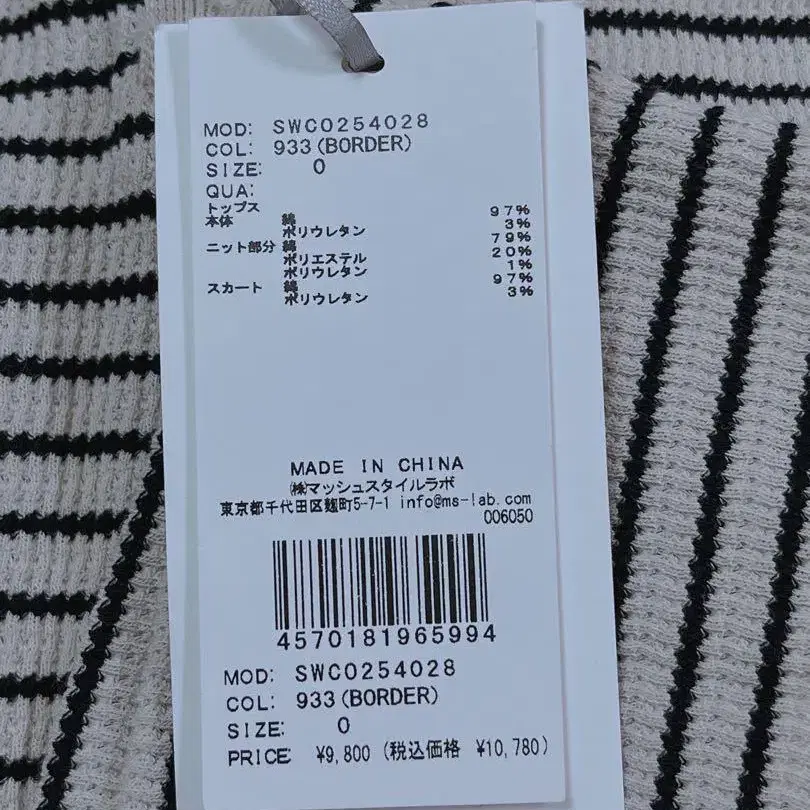 MOD: SWCO254028
COL: 933(BORDER)
SIZE: 0
QUA:
トップス
本体 綿 97%
ポリウレタン 3%
ニット部分 綿 79%
ポリエステル 20%
ポリウレタン 1%
スカート 綿 97%
ポリウレタン 3%
MADE IN CHINA
㈱マッシュスタイルラボ
東京都千代田区麹町5-7-1 info@ms-lab.com
006050
4570181965994
MOD: SWCO254028
COL: 933(BORDER)
SIZE: 0
PRICE ¥9,800 (税込価格 ¥10,780)